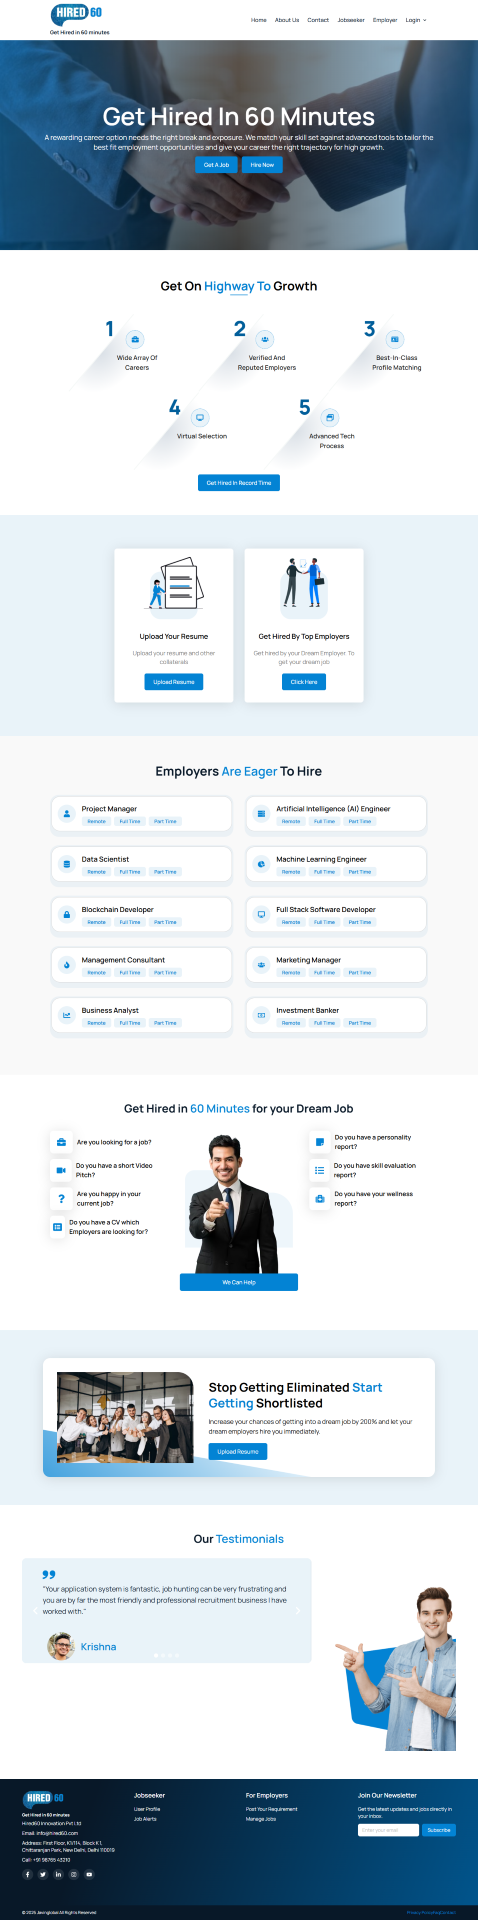 HIRED 60
Get Hired in 60 minutes
Home About Us Contact Jobseeker Employer Login
Get Hired In 60 Minutes
A rewarding career option needs the right break and exposure. We match your skill set against advanced tools to tailor the
best fit employment opportunities and give your career the right trajectory for high growth.
Get A Job Hire Now
Get On Highway To Growth
1 2 3
Wide Array Of
Careers
Verified And
Reputed Employers
Best-In-Class
Profile Matching
4 5
Virtual Selection
Advanced Tech
Process
Get Hired In Record Time
Upload Your Resume
Upload your resume and other
collaterals
Upload Resume
Get Hired By Top Employers
Get hired by your Dream Employer. To
get your dream job
Click Here
Employers Are Eager To Hire
Project Manager
Remote Full Time Part Time
Artificial Intelligence (AI) Engineer
Remote Full Time Part Time
Data Scientist
Remote Full Time Part Time
Machine Learning Engineer
Remote Full Time Part Time
Blockchain Developer
Remote Full Time Part Time
Full Stack Software Developer
Remote Full Time Part Time
Management Consultant
Remote Full Time Part Time
Marketing Manager
Remote Full Time Part Time
Business Analyst
Remote Full Time Part Time
Investment Banker
Remote Full Time Part Time
Get Hired in 60 Minutes for your Dream Job
Are you looking for a job?
Do you have a short Video
Pitch?
Are you happy in your
current job?
Do you have a CV which
Employers are looking for?
Do you have a personality
report?
Do you have skill evaluation
report?
Do you have your wellness
report?
We Can Help
Stop Getting Eliminated Start
Getting Shortlisted
Increase your chances of getting into a dream job by 200% and let your
dream employers hire you immediately.
Upload Resume
Our Testimonials
"Your application system is fantastic, job hunting can be very frustrating and
you are by far the most friendly and professional recruitment business I have
worked with."
Krishna
HIRED 60
Get Hired in 60 minutes
Hired60 Innovation Pvt Ltd
Email: info@hired60.com
Address: First Floor, K1/114, Block K 1,
Chittaranjan Park, New Delhi, Delhi 110019
Call: +91 98765 43210
Jobseeker
User Profile
Job Alerts
For Employers
Post Your Requirement
Manage Jobs
Join Our Newsletter
Get the latest updates and jobs directly in
your inbox.
Enter your email Subscribe
All Rights Reserved
Privacy Policy Faq Contact